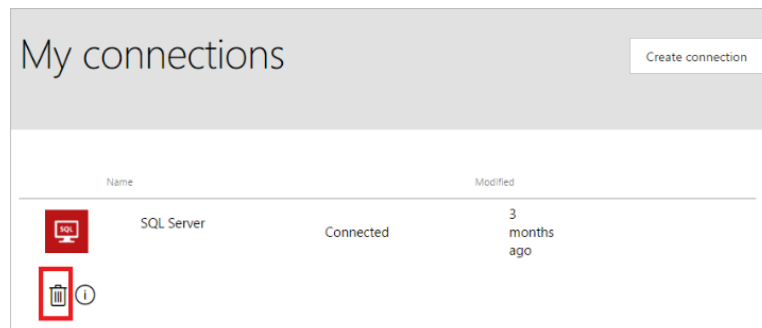 My connections
Create connection
Name
Modified
SQL
SQL Server
Connected
3
months
ago